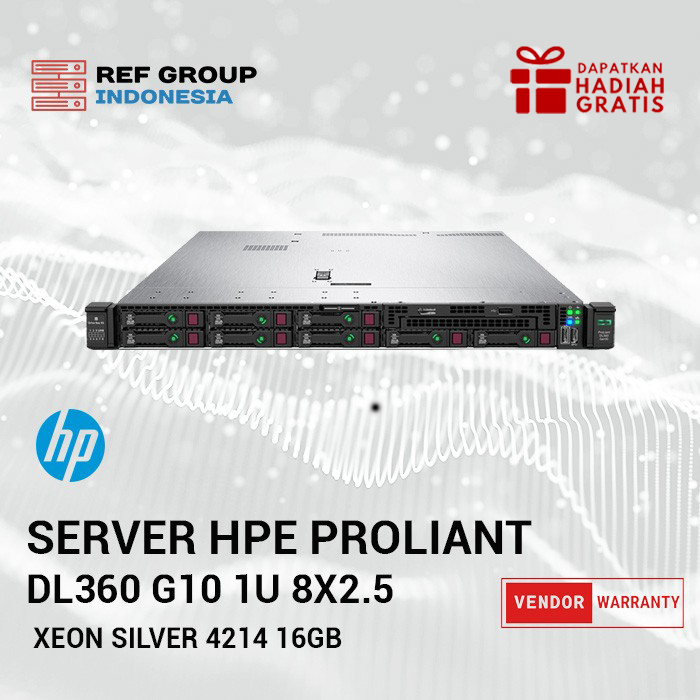 REF GROUP
INDONESIA
DAPATKAN
HADIAH
GRATIS
hp
SERVER HPE PROLIANT
DL360 G10 1U 8X2.5
XEON SILVER 4214 16GB
VENDOR WARRANTY